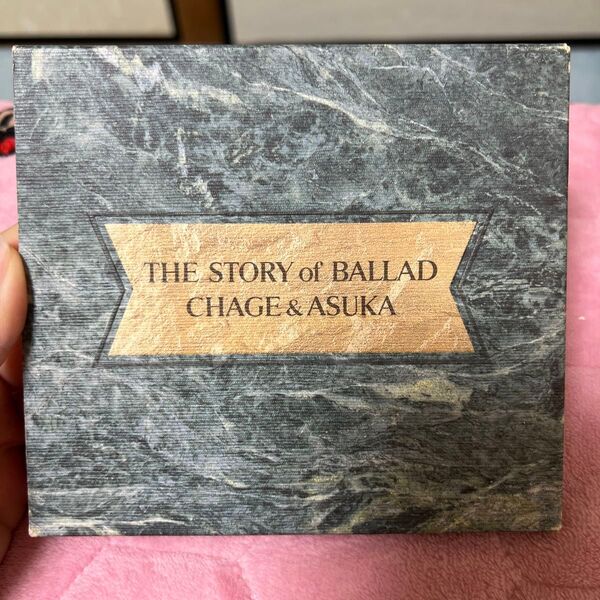 THE STORY of BALLAD
CHAGE & ASUKA